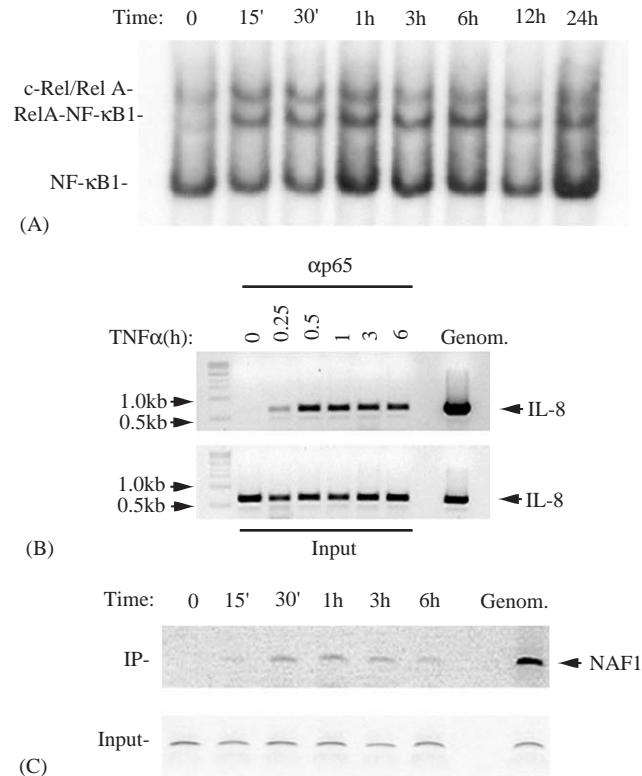 Time: 0 15' 30' 1h 3h 6h 12h 24h
c-Rel/Rel A-
RelA-NF-κB1-
NF-κB1-
(A)
αp65
TNFα(h): 0 0.25 0.5 1 3 6 Genom.
1.0kb
0.5kb
IL-8
1.0kb
0.5kb
IL-8
Input
(B)
Time: 0 15' 30' 1h 3h 6h Genom.
IP-
NAF1
Input-
(C)